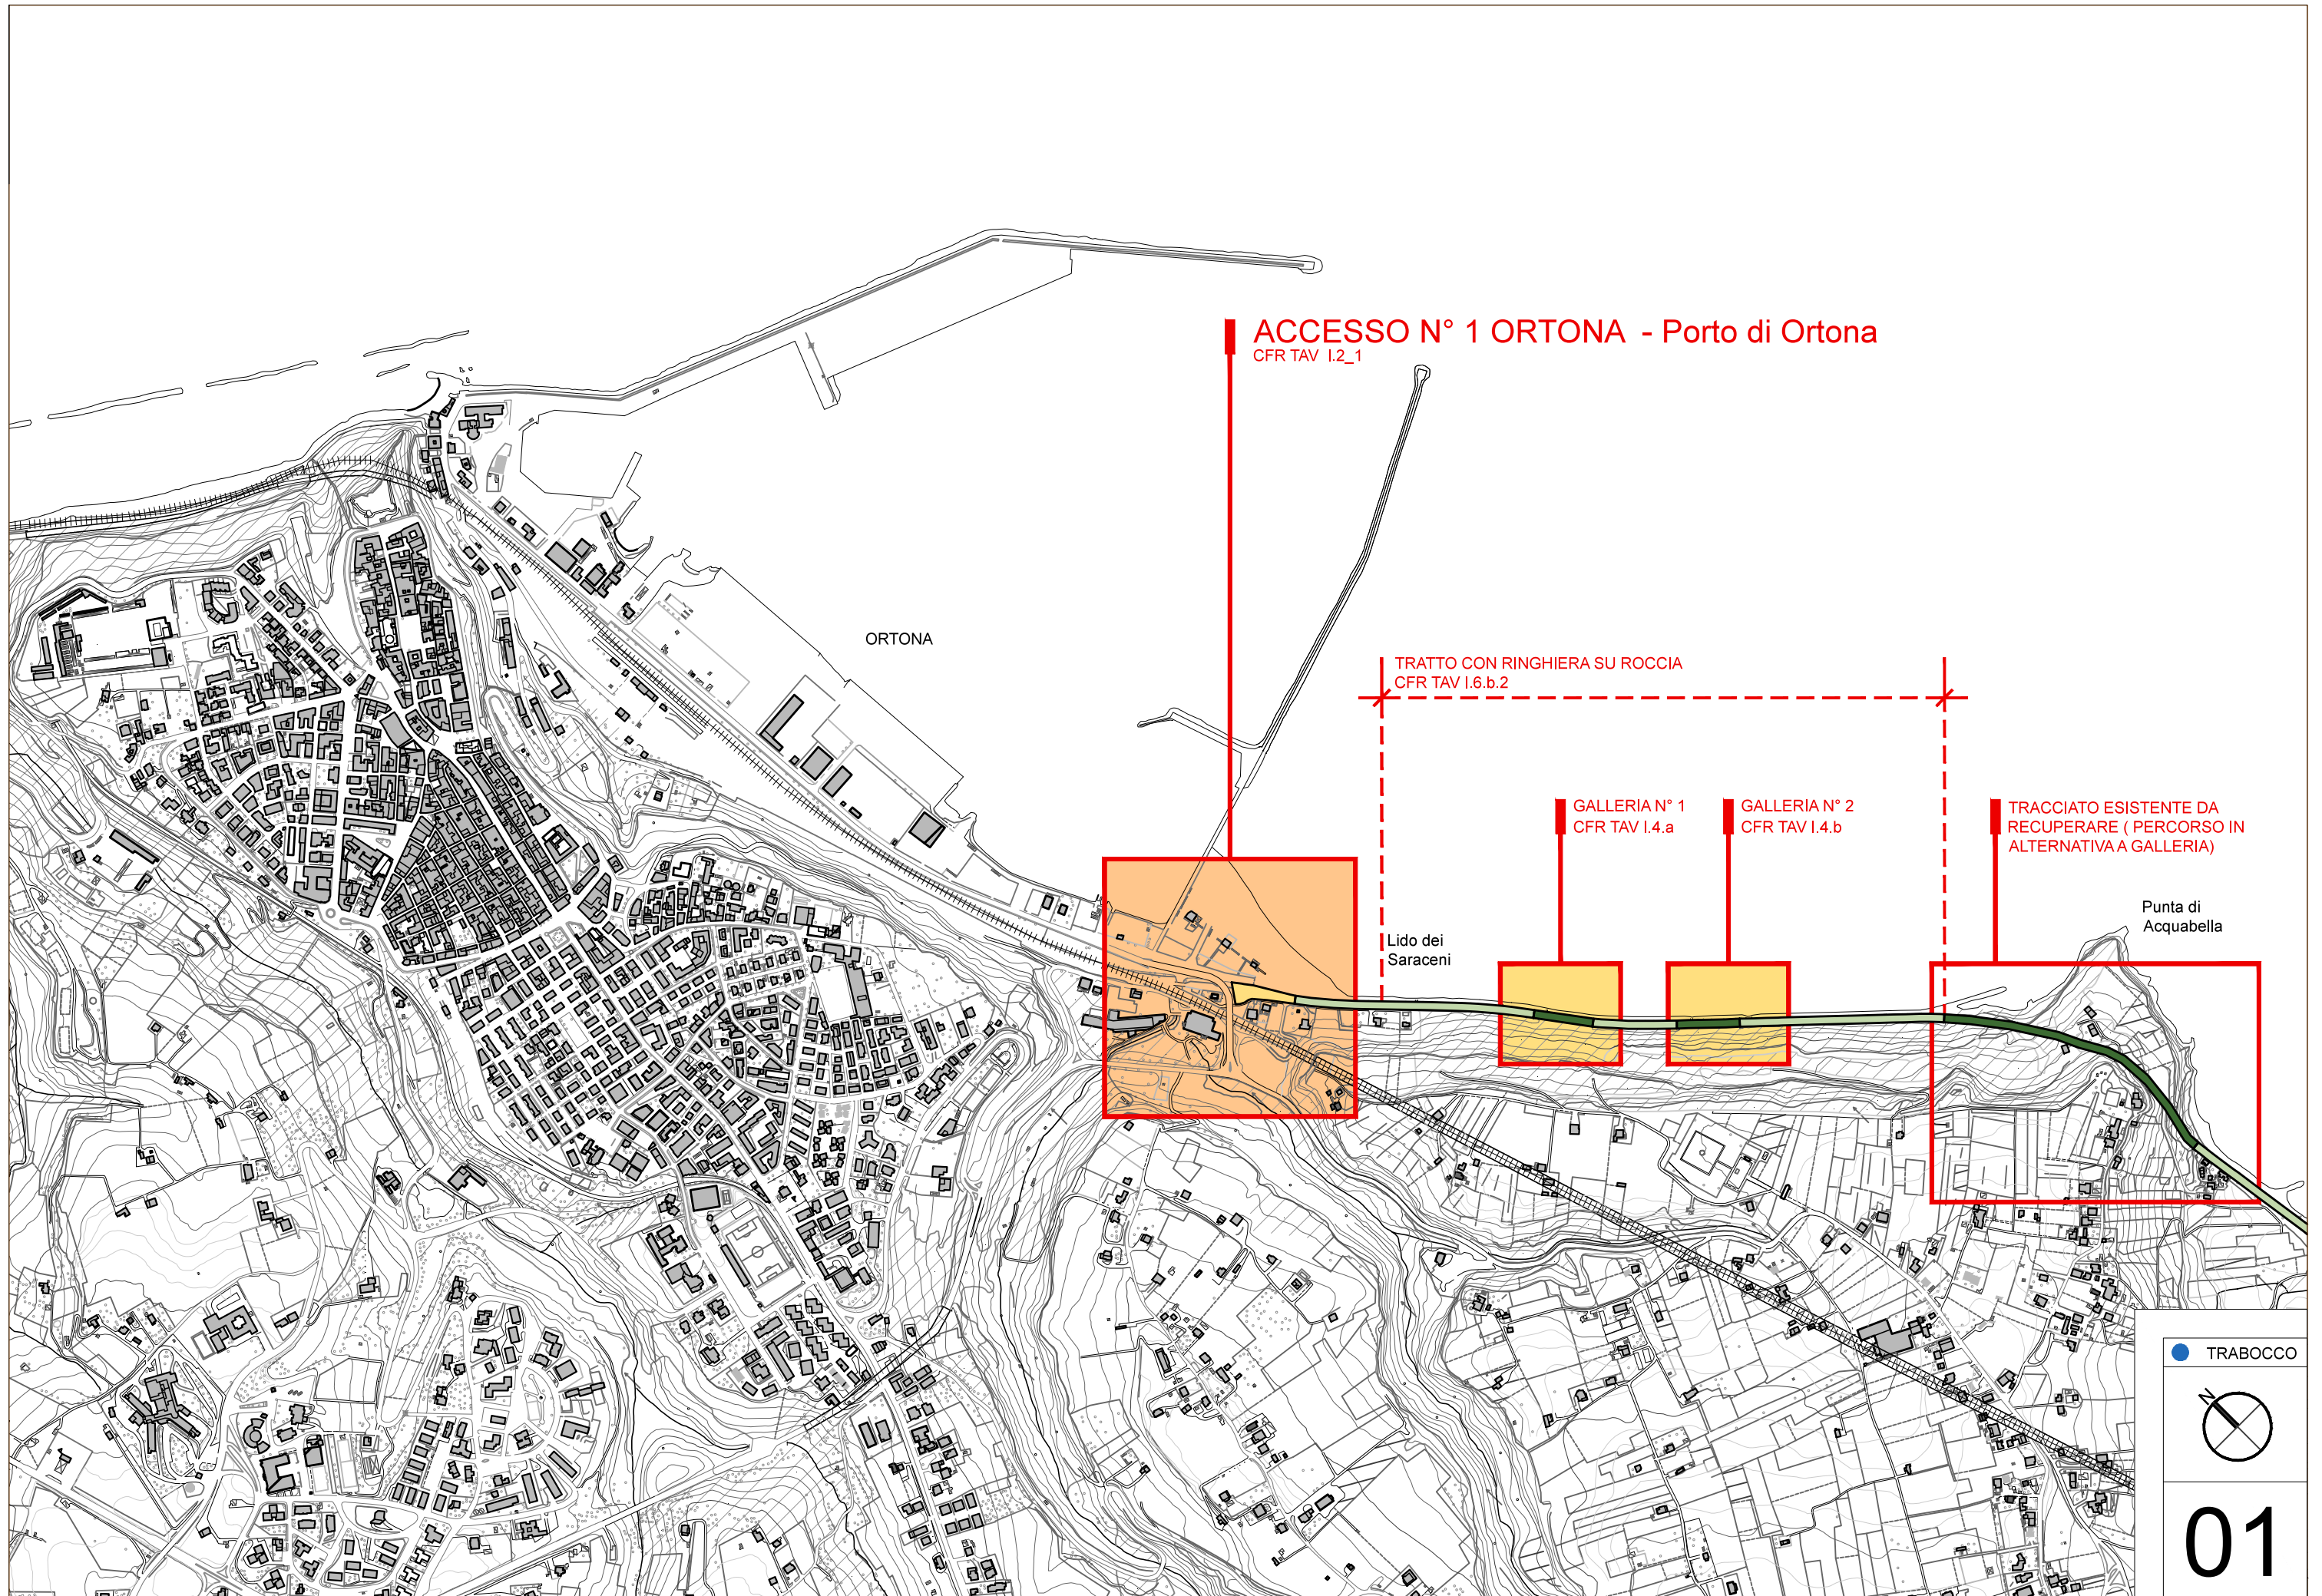 ACCESSO N° 1 ORTONA - Porto di Ortona
CFR TAV I.2_1
ORTONA
TRATTO CON RINGHIERA SU ROCCIA
CFR TAV I.6.b.2
GALLERIA N° 1
CFR TAV I.4.a
GALLERIA N° 2
CFR TAV I.4.b
TRACCIATO ESISTENTE DA
RECUPERARE ( PERCORSO IN
ALTERNATIVA A GALLERIA)
Punta di
Acquabella
Lido dei
Saraceni
TRABOCCO
N
01